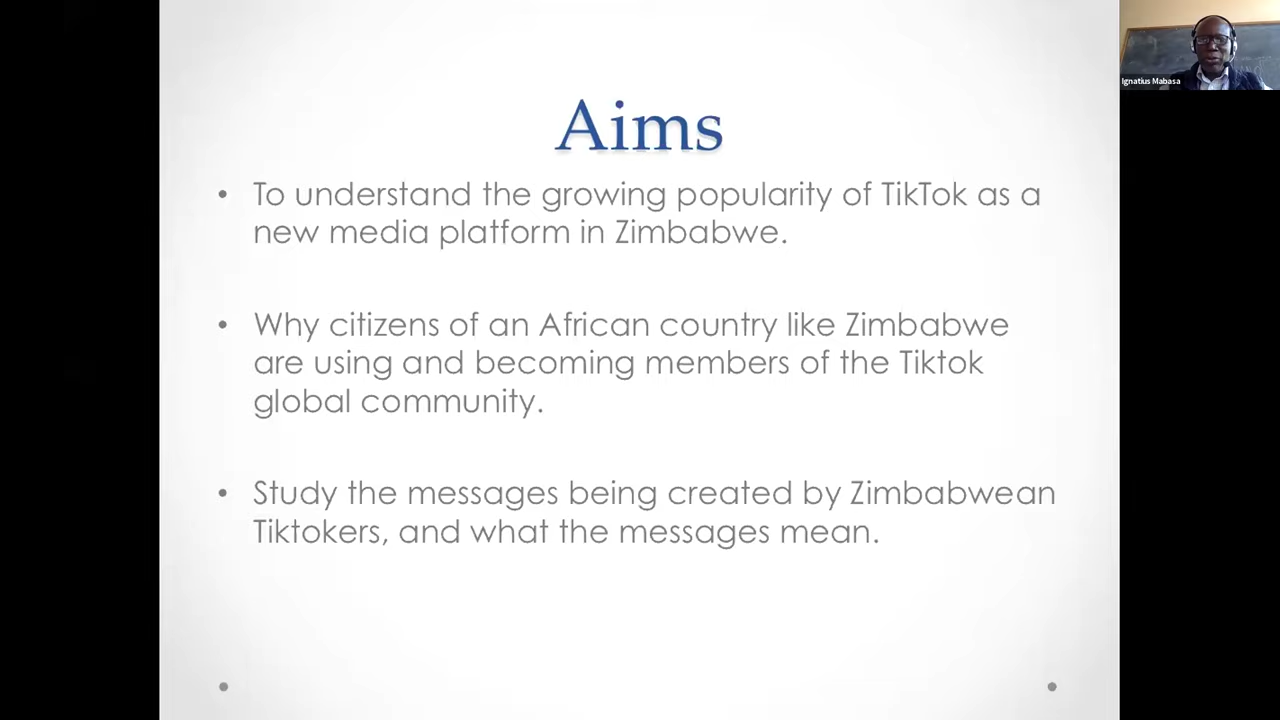 Aims
• To understand the growing popularity of TikTok as a
new media platform in Zimbabwe.
• Why citizens of an African country like Zimbabwe
are using and becoming members of the Tiktok
global community.
• Study the messages being created by Zimbabwean
Tiktokers, and what the messages mean.
Ignatius Mabasa